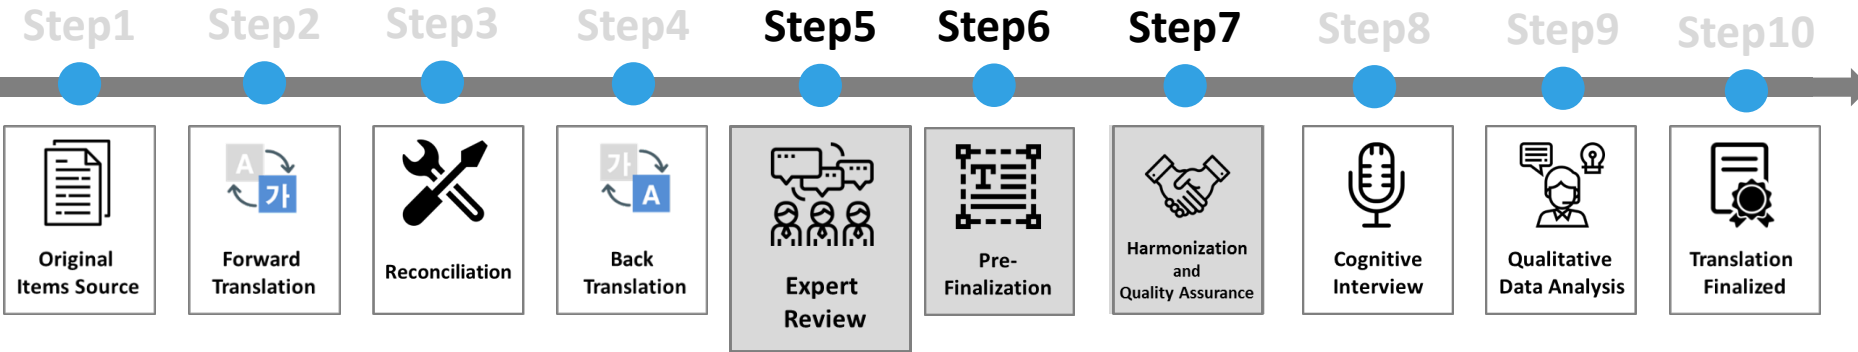 Step1
Step2
Step3
Step4
Step5
Step6
Step7
Step8
Step9
Step10
Original
Items Source
A
가
Forward
Translation
Reconciliation
가
A
Back
Translation
Expert
Review
T
Pre-
Finalization
Harmonization
and
Quality Assurance
Cognitive
Interview
Qualitative
Data Analysis
Translation
Finalized